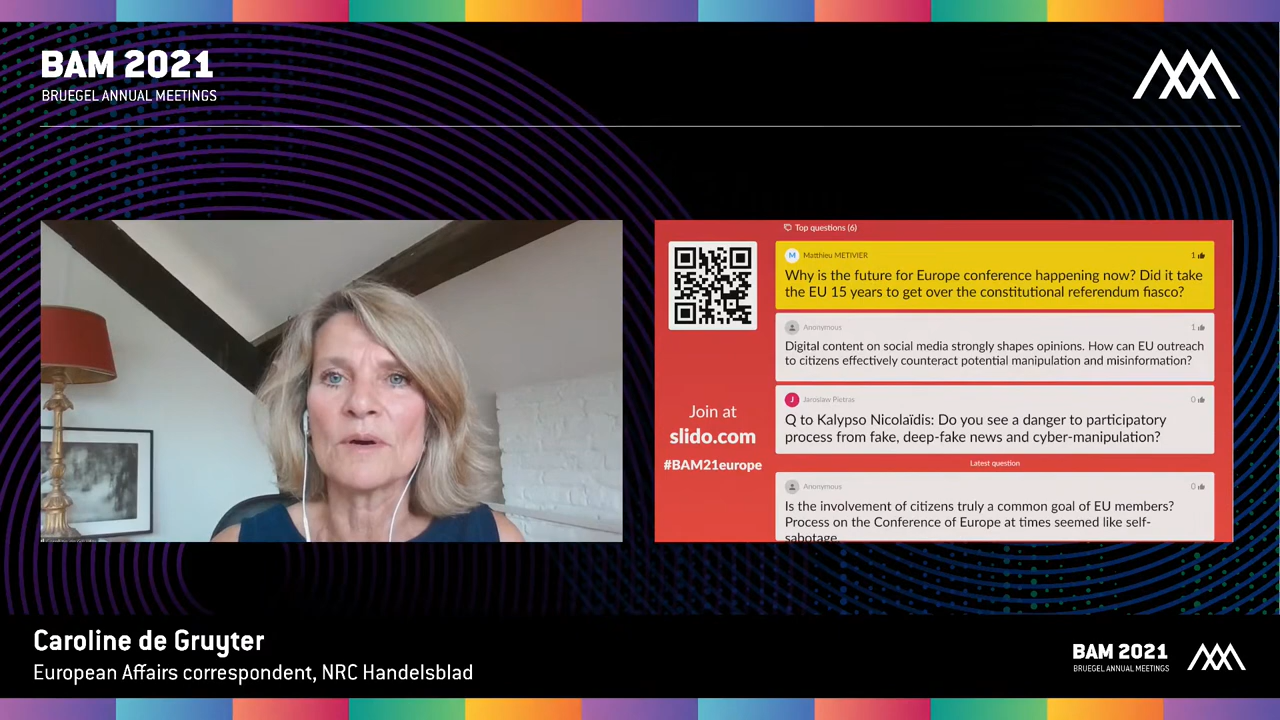 BAM 2021
BRUEGEL ANNUAL MEETINGS
Top questions (6)
M
Matthieu METIVIER
1
Why is the future for Europe conference happening now? Did it take
the EU 15 years to get over the constitutional referendum fiasco?
Anonymous
1
Digital content on social media strongly shapes opinions. How can EU outreach
to citizens effectively counteract potential manipulation and misinformation?
J
Jaroslaw Pietras
0
Q to Kalypso Nicolaïdis: Do you see a danger to participatory
process from fake, deep-fake news and cyber-manipulation?
Latest question
Anonymous
0
Is the involvement of citizens truly a common goal of EU members?
Process on the Conference of Europe at times seemed like self-
sabotage.
Join at
slido.com
#BAM21europe
Caroline de Gruyter
European Affairs correspondent, NRC Handelsblad
BAM 2021
BRUEGEL ANNUAL MEETINGS